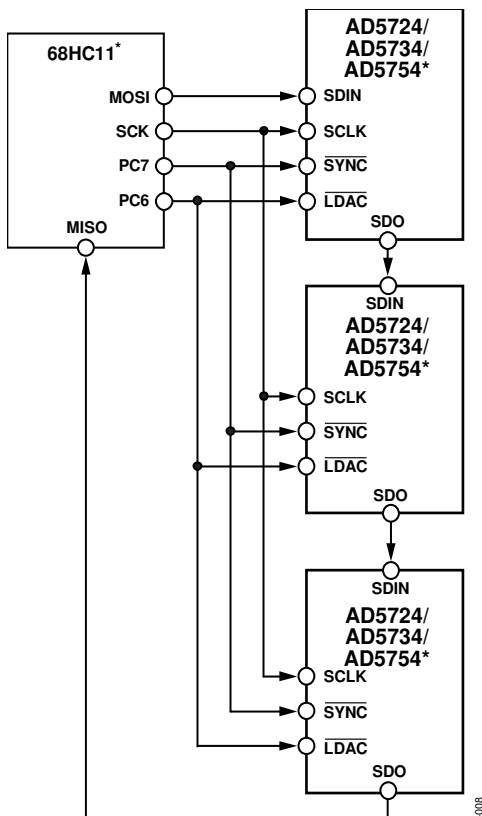 68HC11*
MOSI
SCK
PC7
PC6
MISO
AD5724/
AD5734/
AD5754*
SDIN
SCLK
SYNC
LDAC
SDO
SDIN
AD5724/
AD5734/
AD5754*
SCLK
SYNC
LDAC
SDO
SDIN
AD5724/
AD5734/
AD5754*
SCLK
SYNC
LDAC
SDO
-008